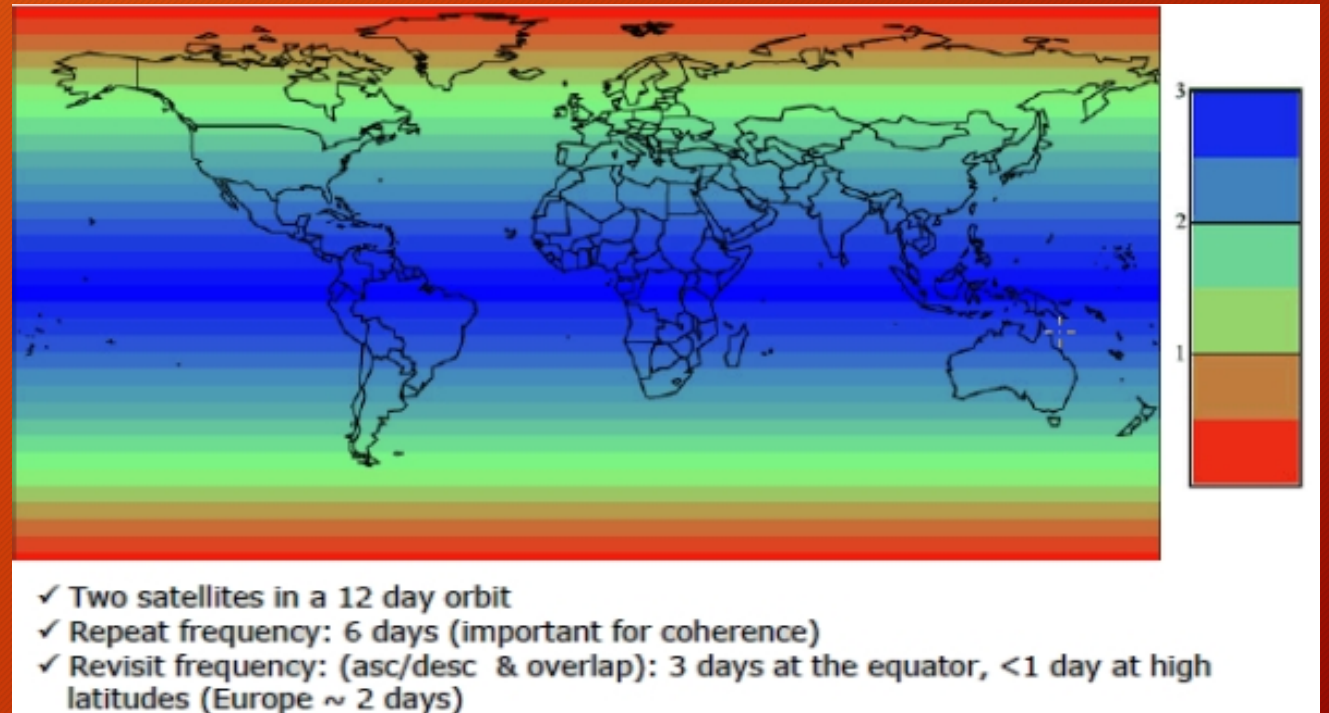 3
2
1
✓ Two satellites in a 12 day orbit
✓ Repeat frequency: 6 days (important for coherence)
✓ Revisit frequency: (asc/desc & overlap): 3 days at the equator, <1 day at high
latitudes (Europe ~ 2 days)